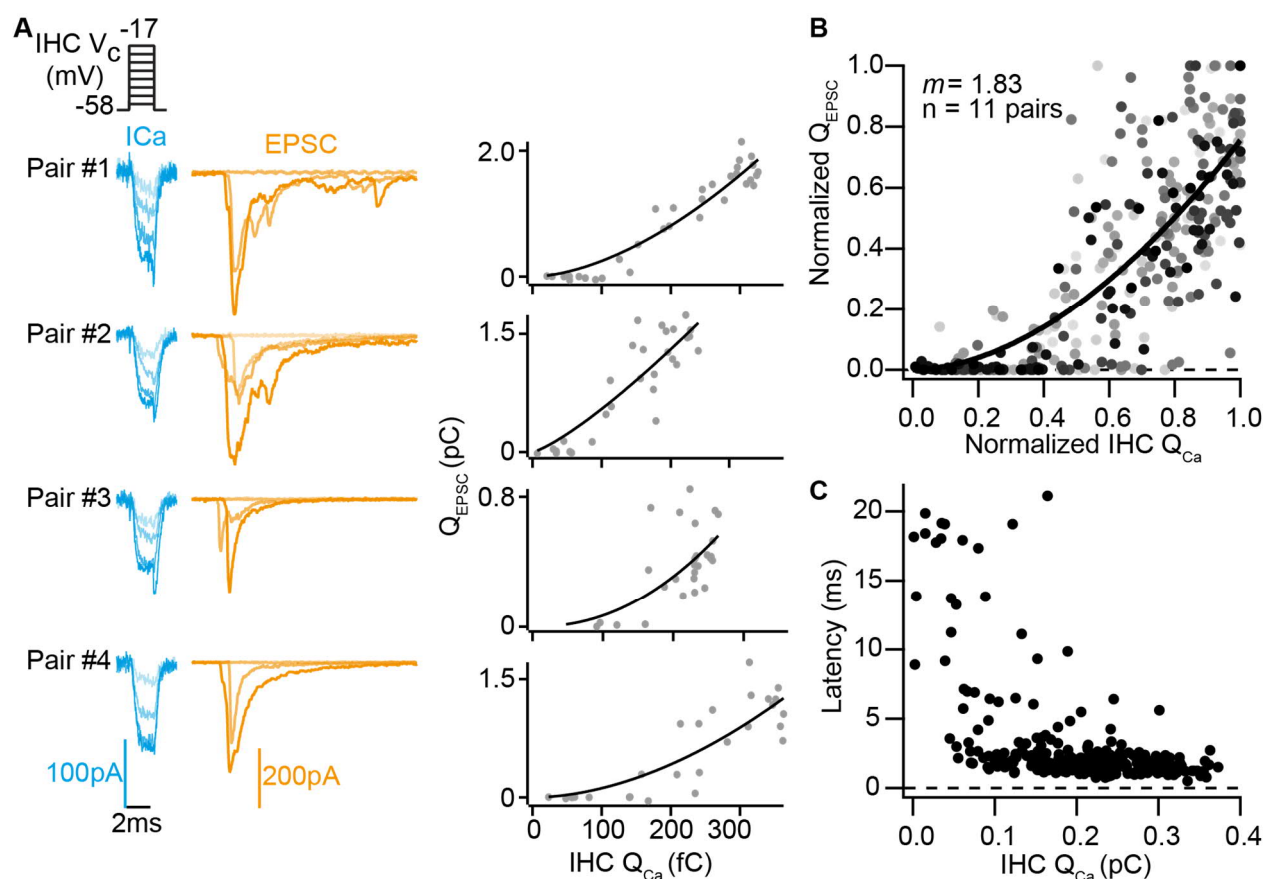 A
IHC Vc
(mV)
-17
-58
ICa
EPSC
Pair #1
Pair #2
Pair #3
Pair #4
100pA
200pA
2ms
QEPSC (pC)
2.0
0
1.5
0
0.8
0
1.5
0
0 100 200 300
IHC QCa (fC)
B
m = 1.83
n = 11 pairs
Normalized QEPSC
1.0
0.8
0.6
0.4
0.2
0.0
0.0 0.2 0.4 0.6 0.8 1.0
Normalized IHC QCa
C
Latency (ms)
20
15
10
5
0
0.0 0.1 0.2 0.3 0.4
IHC QCa (pC)